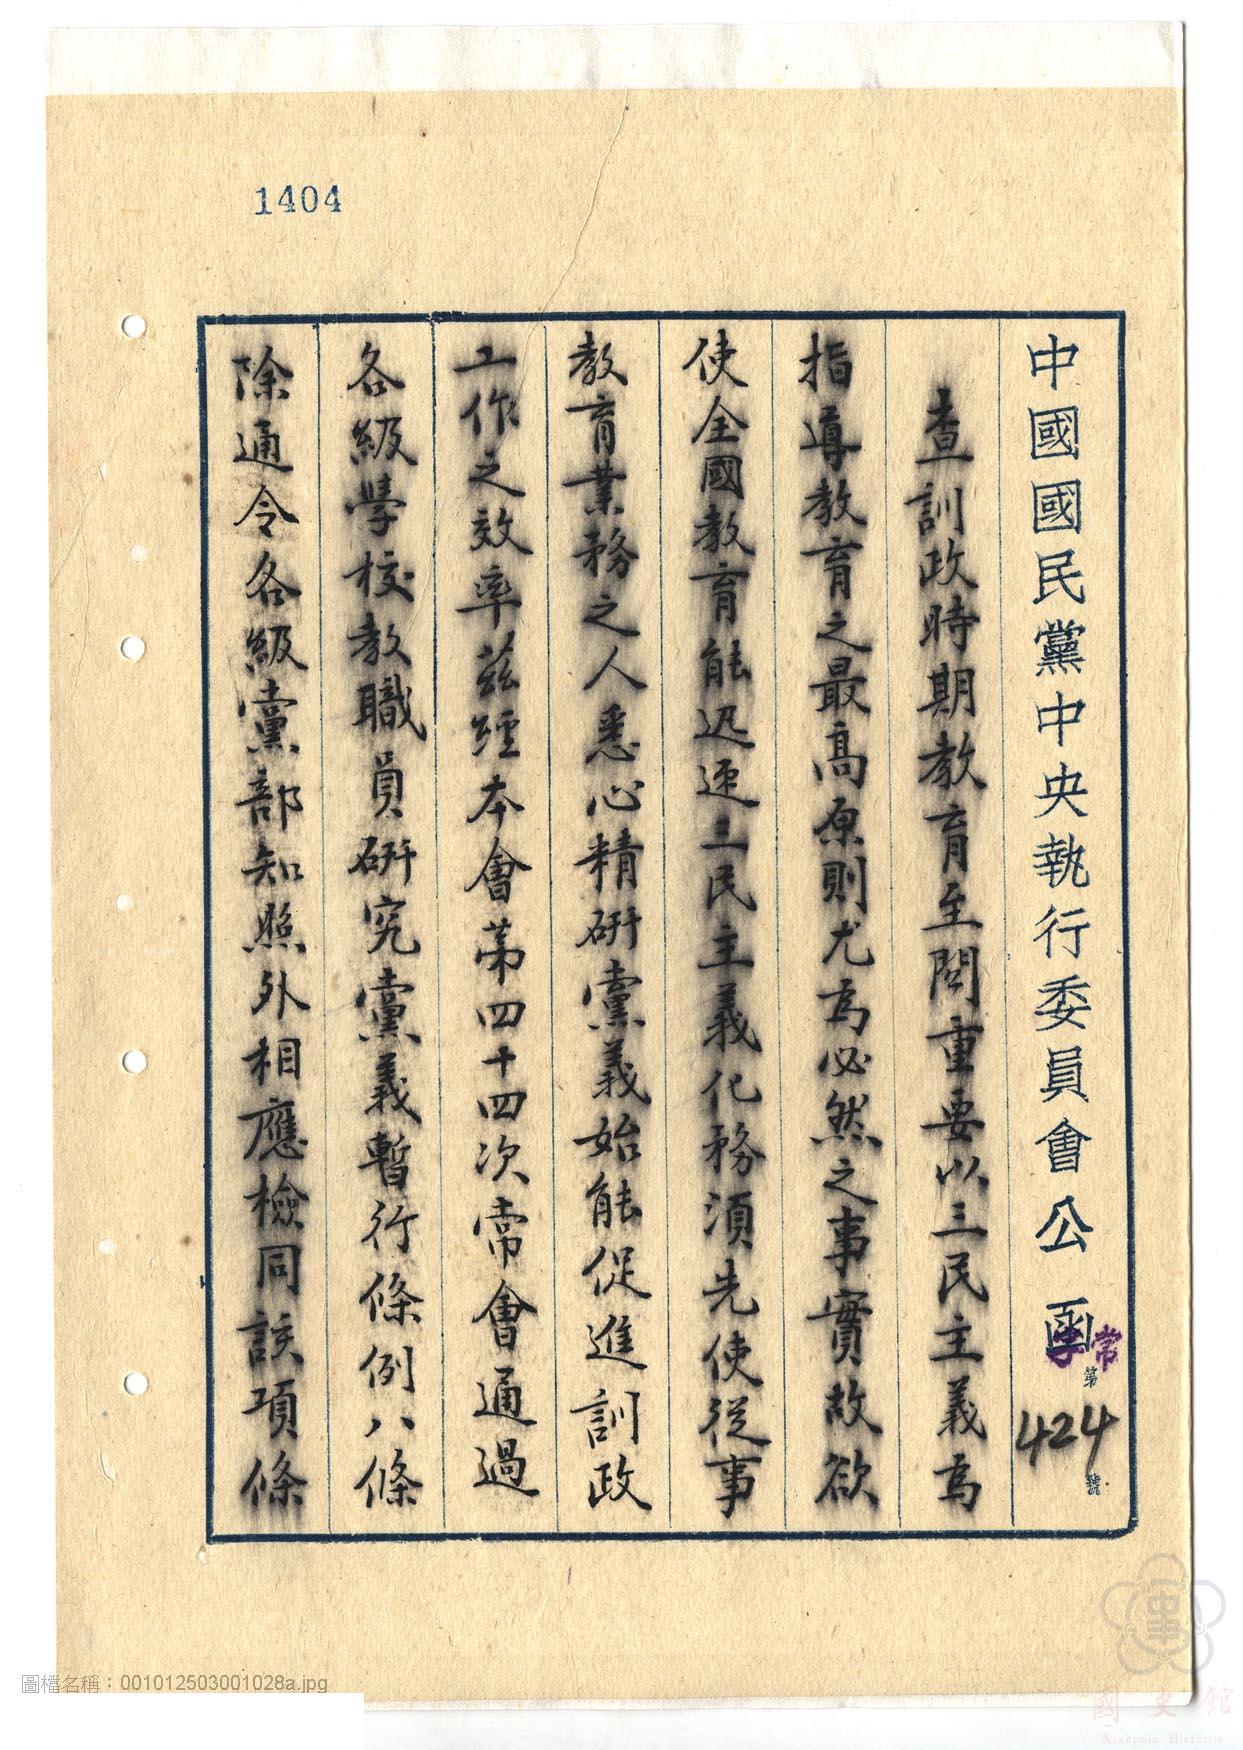 1404
中國國民黨中央執行委員會公函
常字第424號
查訓政時期教育至關重要以三民主義為
指導教育之最高原則尤為必然之事實故欲
使全國教育能迅速三民主義化務須先使從事
教育業務之人悉心精研黨義始能促進訓政
工作之效率茲經本會第四十四次常會通過
各級學校教職員研究黨義暫行條例八條
除通令各級黨部知照外相應檢同該項條
圖檔名稱：001012503001028a.jpg
國史館
Academia Historica